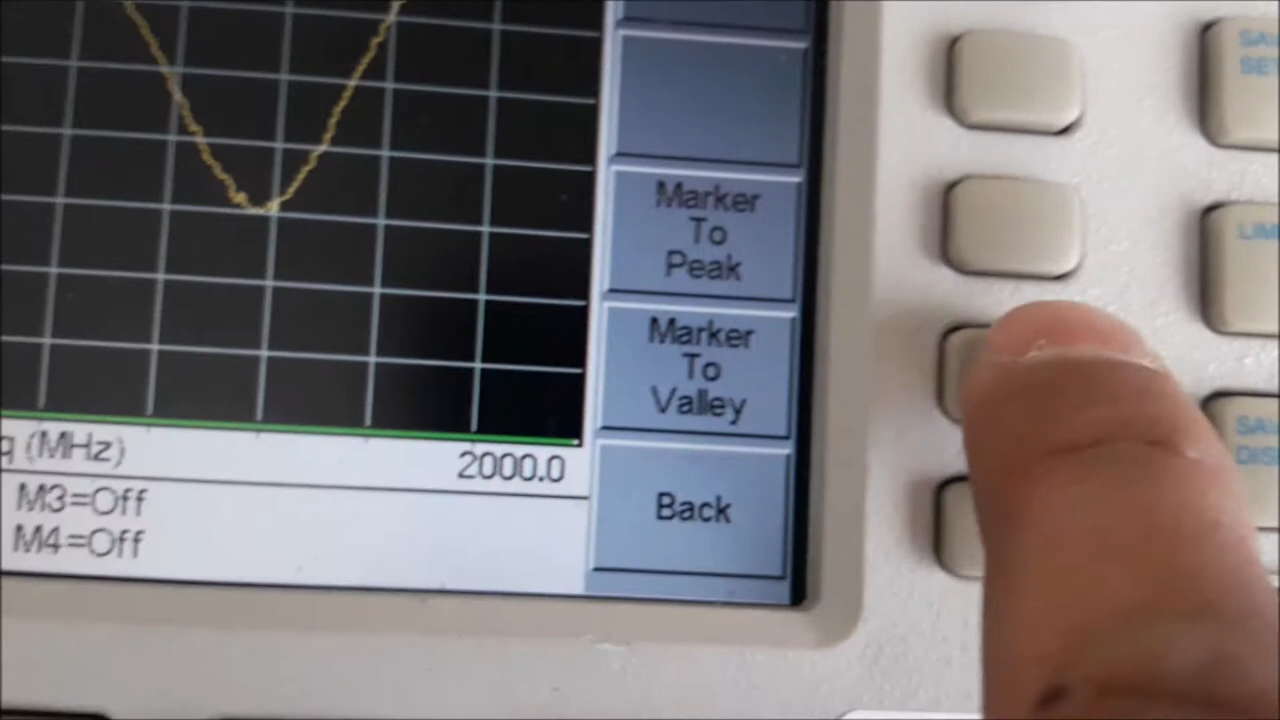 Marker
To
Peak
Marker
To
Valley
Back
(MHz)
2000.0
M3=Off
M4=Off